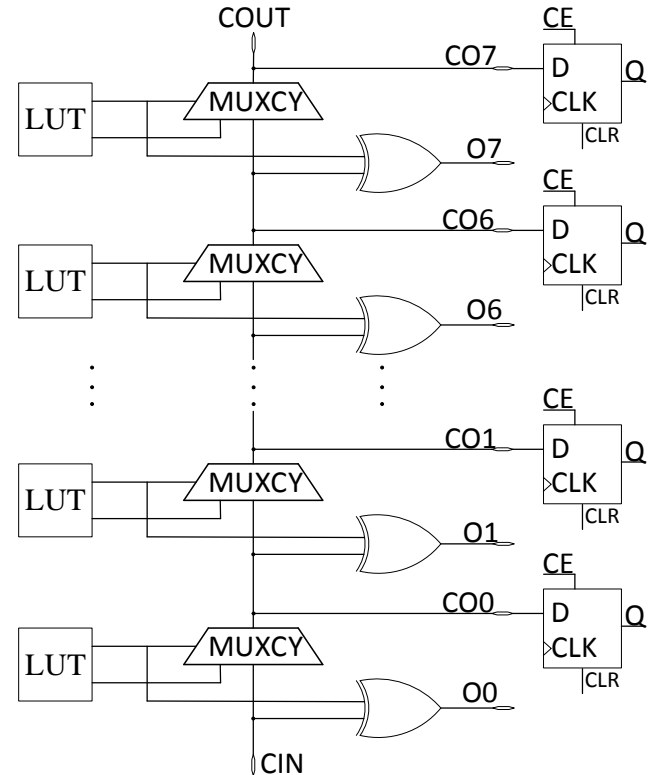 COUT
CE
CO7
D
Q
LUT
MUXCY
CLK
CLR
O7
CE
CO6
D
Q
LUT
MUXCY
CLK
CLR
O6
CE
CO1
D
Q
LUT
MUXCY
CLK
CLR
O1
CE
CO0
D
Q
LUT
MUXCY
CLK
CLR
O0
CIN